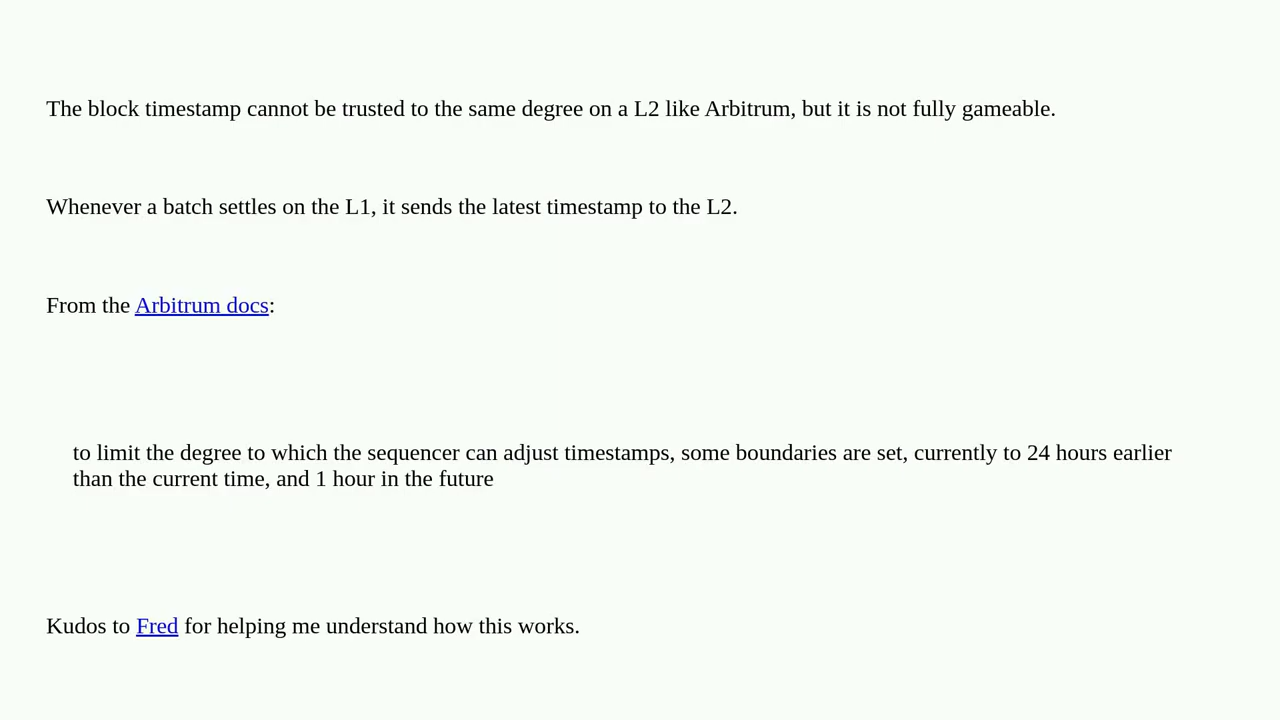 The block timestamp cannot be trusted to the same degree on a L2 like Arbitrum, but it is not fully gameable.
Whenever a batch settles on the L1, it sends the latest timestamp to the L2.
From the Arbitrum docs:
to limit the degree to which the sequencer can adjust timestamps, some boundaries are set, currently to 24 hours earlier
than the current time, and 1 hour in the future
Kudos to Fred for helping me understand how this works.